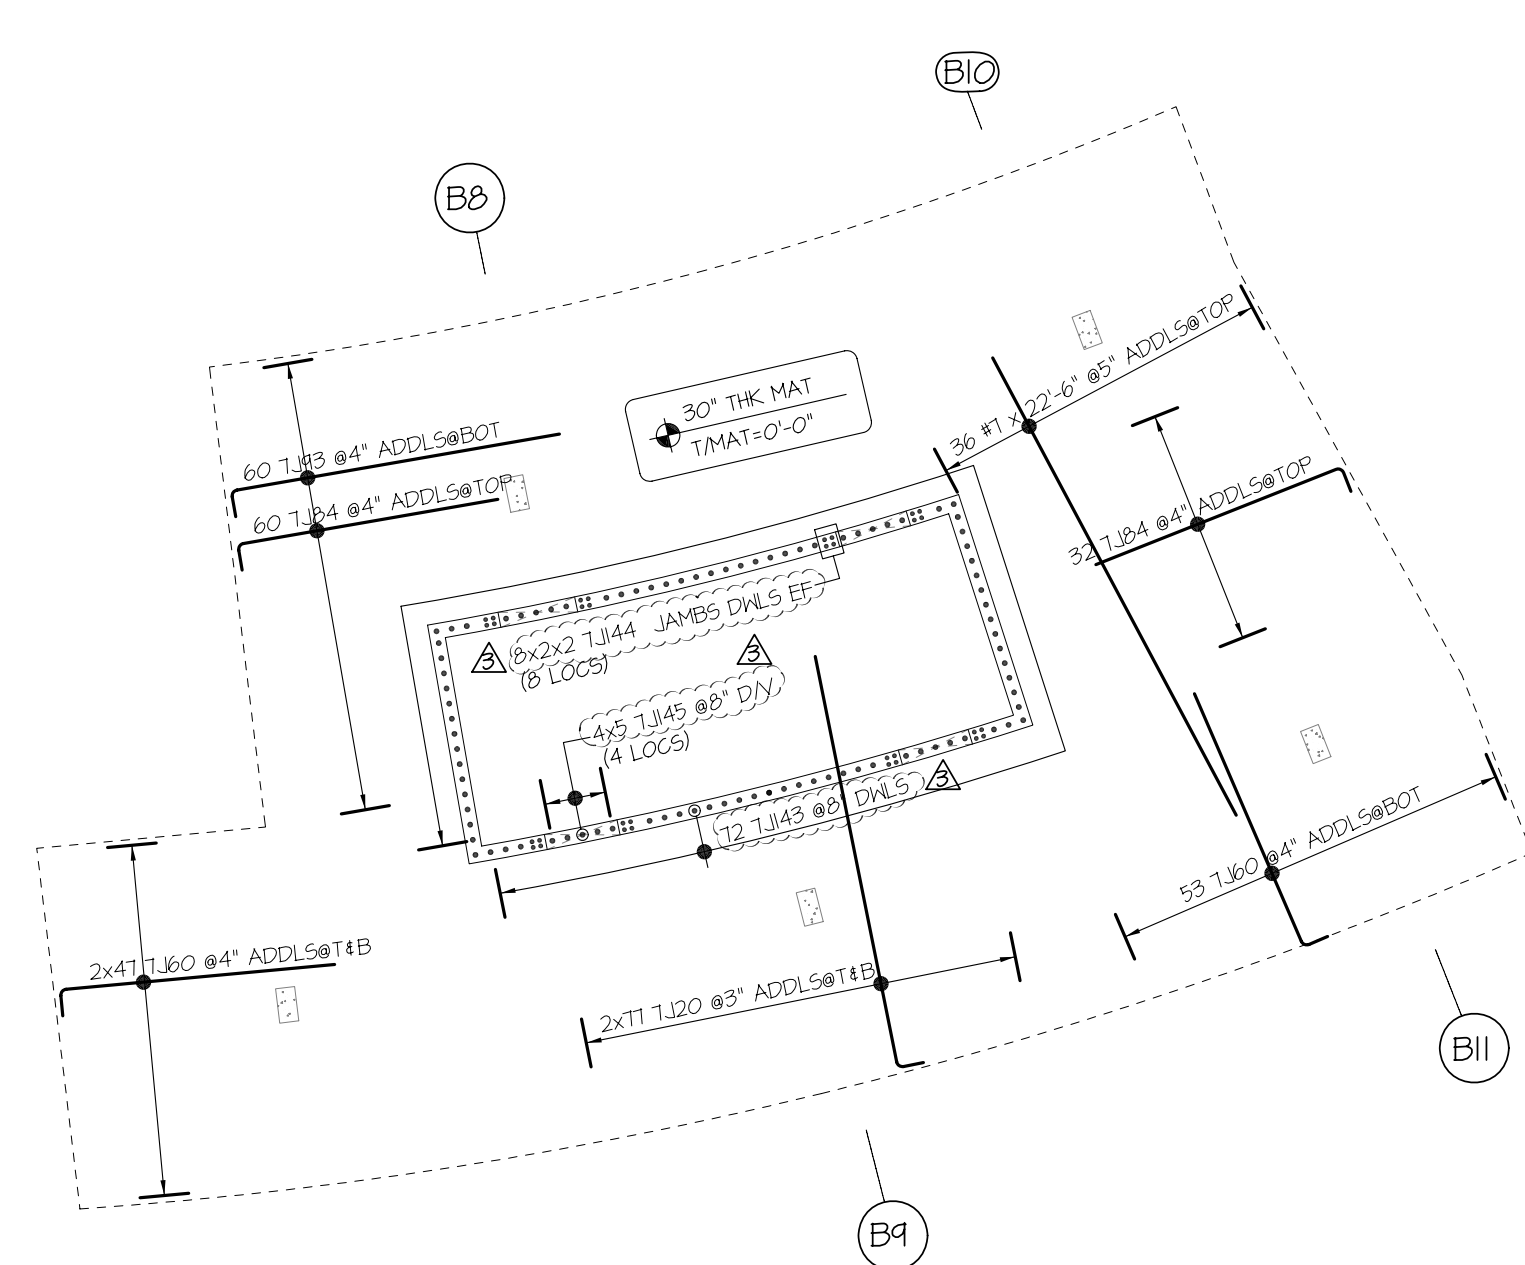 B10
B8
36 #7 x 22'-6" @5" ADDLS@TOP
30" THK MAT
T/MAT=0'-0"
60 7J93 @4" ADDLS@BOT
60 7J84 @4" ADDLS@TOP
32 7J84 @4" ADDLS@TOP
8x2x2 7J144 JAMBS DWLS EF
(8 LOCS)
3
3
4x5 7J145 @8" D/V
(4 LOCS)
3
72 7J143 @8" DWLS
53 7J60 @4" ADDLS@BOT
2x47 7J60 @4" ADDLS@T&B
2x77 7J20 @3" ADDLS@T&B
B11
B9